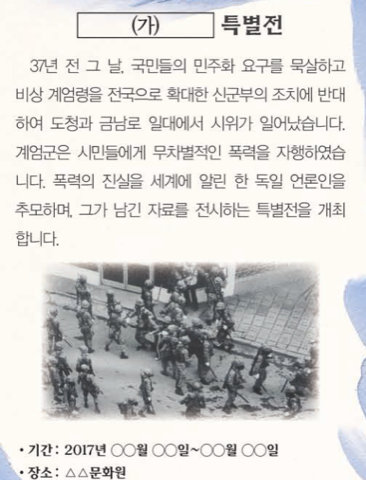 (가) 특별전
37년 전 그 날, 국민들의 민주화 요구를 묵살하고
비상 계엄령을 전국으로 확대한 신군부의 조치에 반대
하여 도청과 금남로 일대에서 시위가 일어났습니다.
계엄군은 시민들에게 무차별적인 폭력을 자행하였습
니다. 폭력의 진실을 세계에 알린 한 독일 언론인을
추모하며, 그가 남긴 자료를 전시하는 특별전을 개최
합니다.
• 기간: 2017년 ○○월 ○○일~○○월 ○○일
• 장소: △△문화원